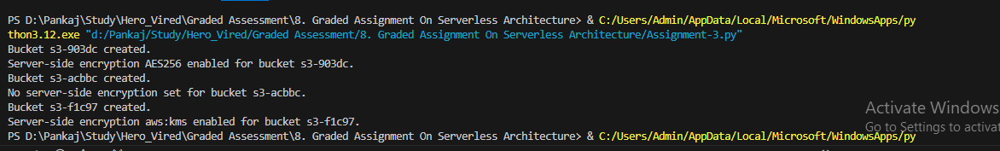 PS D:\Pankaj\Study\Hero_Vired\Graded Assessment\8. Graded Assignment On Serverless Architecture> & C:/Users/Admin/AppData/Local/Microsoft/WindowsApps/py
thon3.12.exe "d:/Pankaj/Study/Hero_Vired/Graded Assessment/8. Graded Assignment On Serverless Architecture/Assignment-3.py"
Bucket s3-903dc created.
Server-side encryption AES256 enabled for bucket s3-903dc.
Bucket s3-acbbc created.
No server-side encryption set for bucket s3-acbbc.
Bucket s3-f1c97 created.
Server-side encryption aws:kms enabled for bucket s3-f1c97.
Activate Windows
Go to Settings to activat
PS D:\Pankaj\Study\Hero_Vired\Graded Assessment\8. Graded Assignment On Serverless Architecture> & C:/Users/Admin/AppData/Local/Microsoft/WindowsApps/py